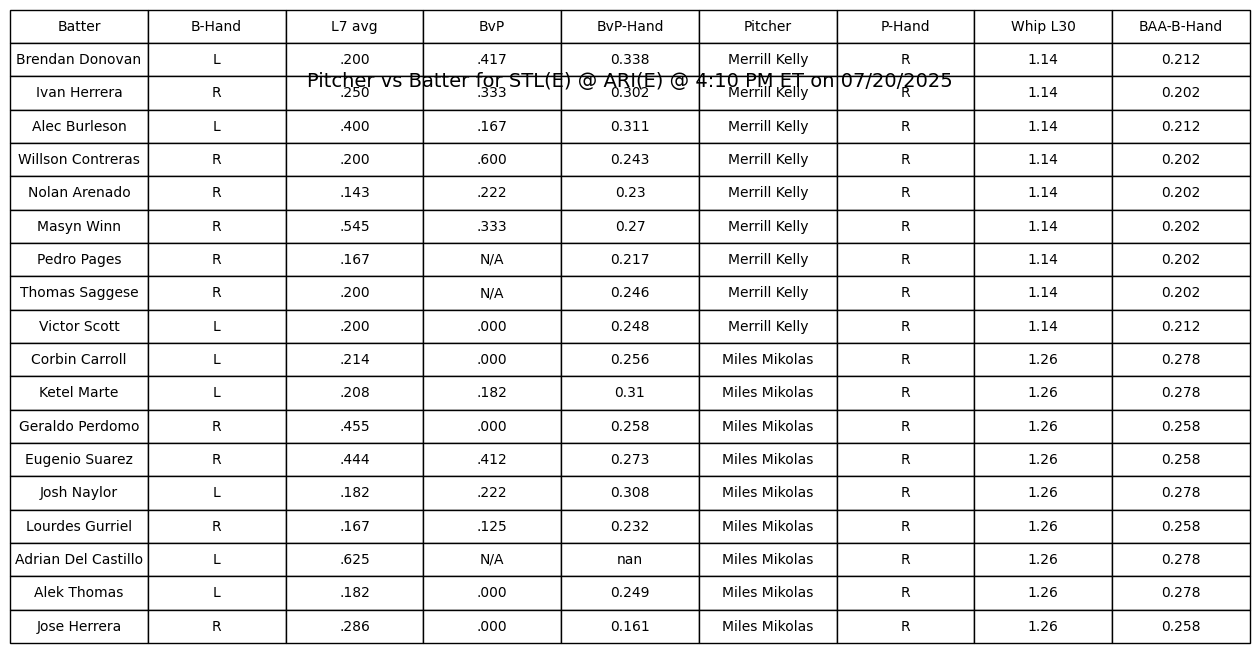 Batter B-Hand L7 avg BvP BvP-Hand Pitcher P-Hand Whip L30 BAA-B-Hand
Brendan Donovan L .200 .417 0.338 Merrill Kelly R 1.14 0.212
Pitcher vs Batter for STL(E) @ ARI(E) @ 4:10 PM ET on 07/20/2025
Ivan Herrera R .250 .333 0.302 Merrill Kelly R 1.14 0.202
Alec Burleson L .400 .167 0.311 Merrill Kelly R 1.14 0.212
Willson Contreras R .200 .600 0.243 Merrill Kelly R 1.14 0.202
Nolan Arenado R .143 .222 0.23 Merrill Kelly R 1.14 0.202
Masyn Winn R .545 .333 0.27 Merrill Kelly R 1.14 0.202
Pedro Pages R .167 N/A 0.217 Merrill Kelly R 1.14 0.202
Thomas Saggese R .200 N/A 0.246 Merrill Kelly R 1.14 0.202
Victor Scott L .200 .000 0.248 Merrill Kelly R 1.14 0.212
Corbin Carroll L .214 .000 0.256 Miles Mikolas R 1.26 0.278
Ketel Marte L .208 .182 0.31 Miles Mikolas R 1.26 0.278
Geraldo Perdomo R .455 .000 0.258 Miles Mikolas R 1.26 0.258
Eugenio Suarez R .444 .412 0.273 Miles Mikolas R 1.26 0.258
Josh Naylor L .182 .222 0.308 Miles Mikolas R 1.26 0.278
Lourdes Gurriel R .167 .125 0.232 Miles Mikolas R 1.26 0.258
Adrian Del Castillo L .625 N/A nan Miles Mikolas R 1.26 0.278
Alek Thomas L .182 .000 0.249 Miles Mikolas R 1.26 0.278
Jose Herrera R .286 .000 0.161 Miles Mikolas R 1.26 0.258